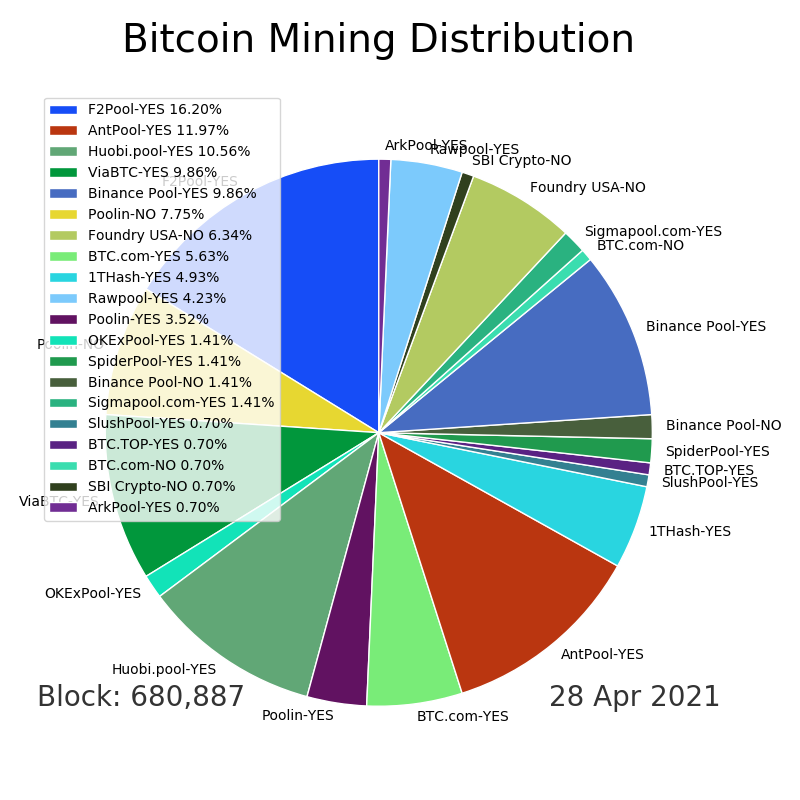 Bitcoin Mining Distribution
F2Pool-YES 16.20%
AntPool-YES 11.97%
Huobi.pool-YES 10.56%
ViaBTC-YES 9.86%
Binance Pool-YES 9.86%
Poolin-NO 7.75%
Foundry USA-NO 6.34%
BTC.com-YES 5.63%
1THash-YES 4.93%
Rawpool-YES 4.23%
Poolin-YES 3.52%
OKExPool-YES 1.41%
SpiderPool-YES 1.41%
Binance Pool-NO 1.41%
Sigmapool.com-YES 1.41%
SlushPool-YES 0.70%
BTC.TOP-YES 0.70%
BTC.com-NO 0.70%
SBI Crypto-NO 0.70%
ArkPool-YES 0.70%
ArkPool-YES
Rawpool-YES
SBI Crypto-NO
Foundry USA-NO
Sigmapool.com-YES
BTC.com-NO
Binance Pool-YES
Binance Pool-NO
SpiderPool-YES
BTC.TOP-YES
SlushPool-YES
1THash-YES
AntPool-YES
BTC.com-YES
Poolin-YES
Huobi.pool-YES
OKExPool-YES
ViaBTC-YES
Poolin-NO
F2Pool-YES
Block: 680,887
28 Apr 2021